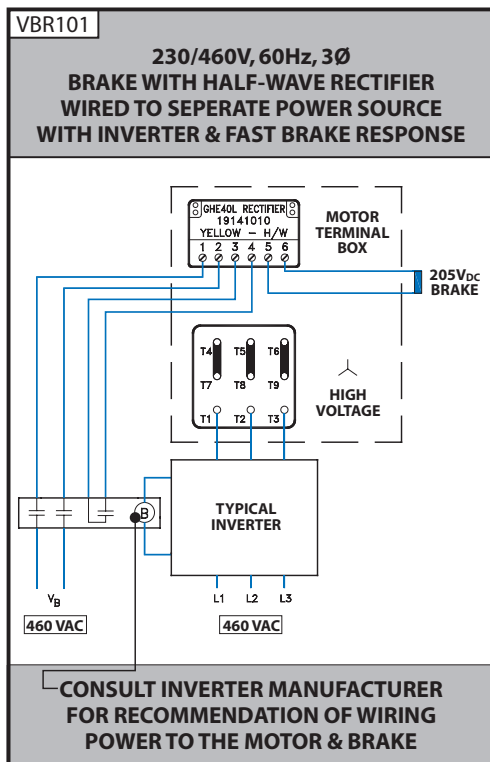 VBR101
230/460V, 60Hz, 3Ø
BRAKE WITH HALF-WAVE RECTIFIER
WIRED TO SEPERATE POWER SOURCE
WITH INVERTER & FAST BRAKE RESPONSE
GHE40L RECTIFIER
19141010
YELLOW - H/W
1 2 3 4 5 6
MOTOR
TERMINAL
BOX
205VDC
BRAKE
T4 T5 T6
T7 T8 T9
T1 T2 T3
HIGH
VOLTAGE
TYPICAL
INVERTER
B
VB
L1 L2 L3
460 VAC
460 VAC
CONSULT INVERTER MANUFACTURER
FOR RECOMMENDATION OF WIRING
POWER TO THE MOTOR & BRAKE